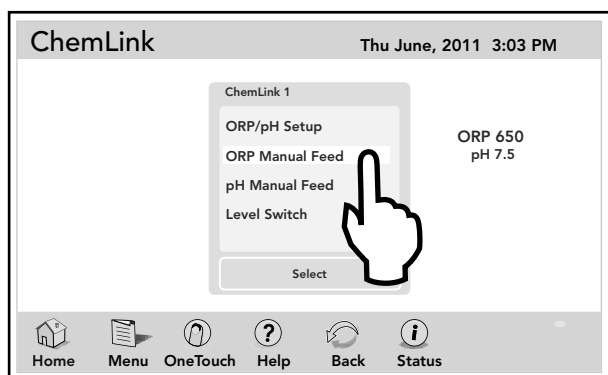 ChemLink
Thu June, 2011 3:03 PM
ChemLink 1
ORP/pH Setup
ORP Manual Feed
pH Manual Feed
Level Switch
Select
ORP 650
pH 7.5
Home Menu OneTouch Help Back Status